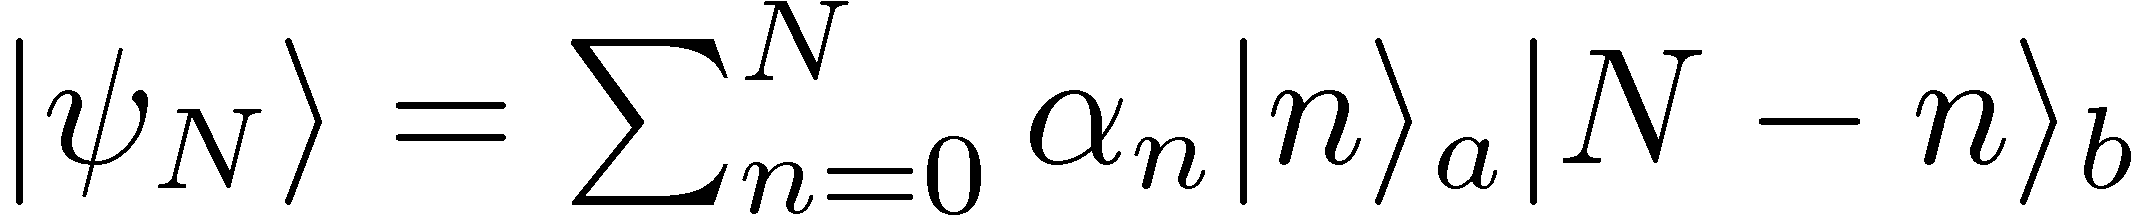 |ψ_N⟩ = ∑_{n=0}^{N} α_n|n⟩_a|N − n⟩_b